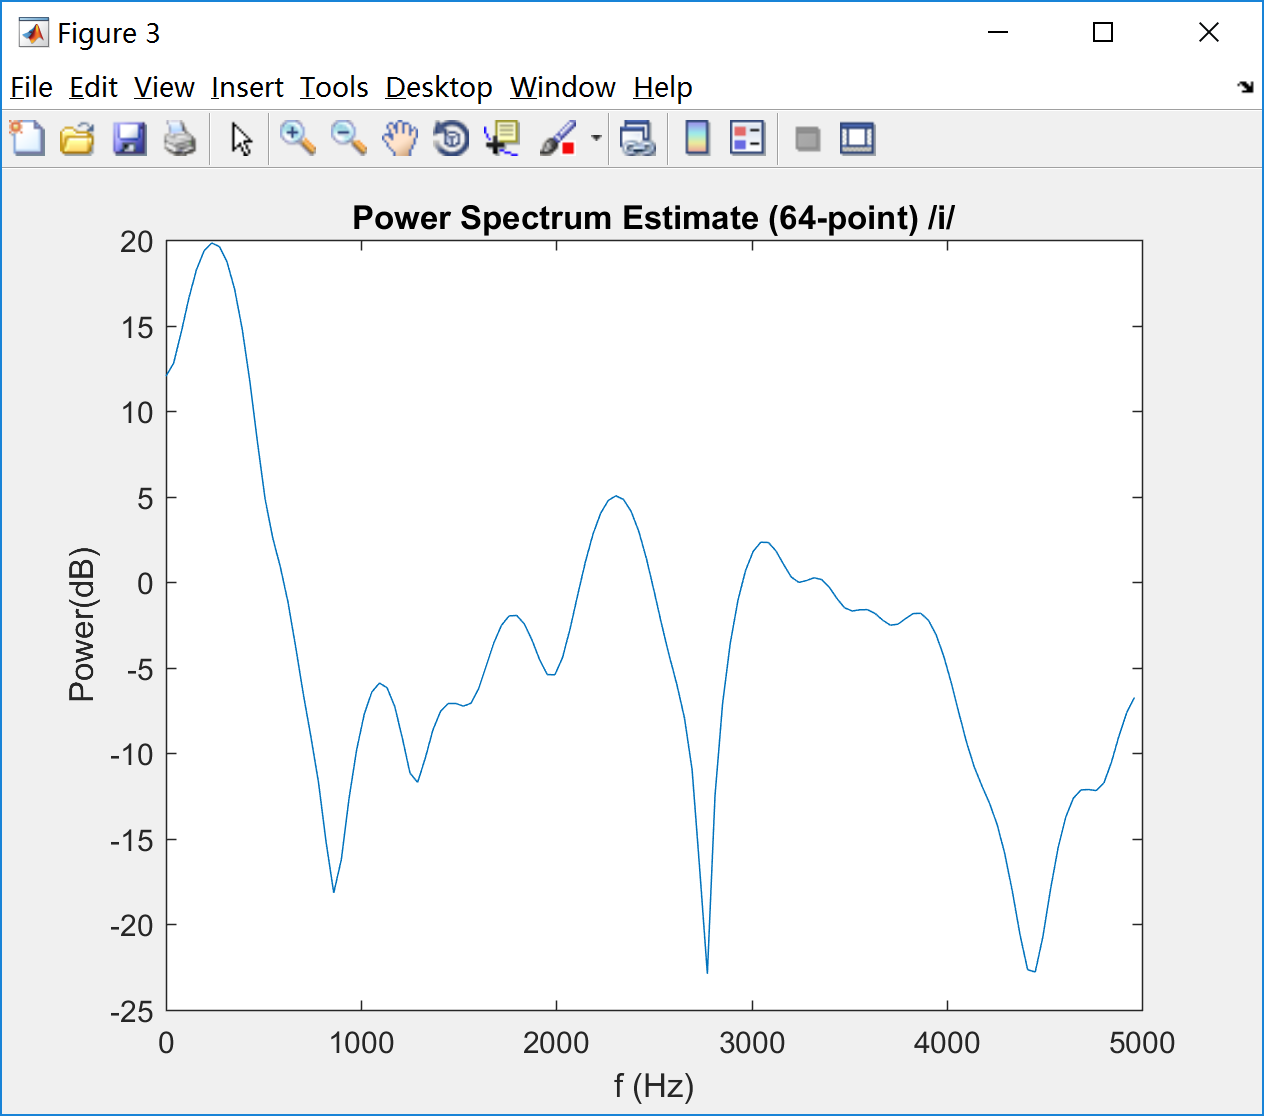 Figure 3
File Edit View Insert Tools Desktop Window Help
Power Spectrum Estimate (64-point) /i/
20
15
10
5
0
-5
-10
-15
-20
-25
Power(dB)
0 1000 2000 3000 4000 5000
f (Hz)